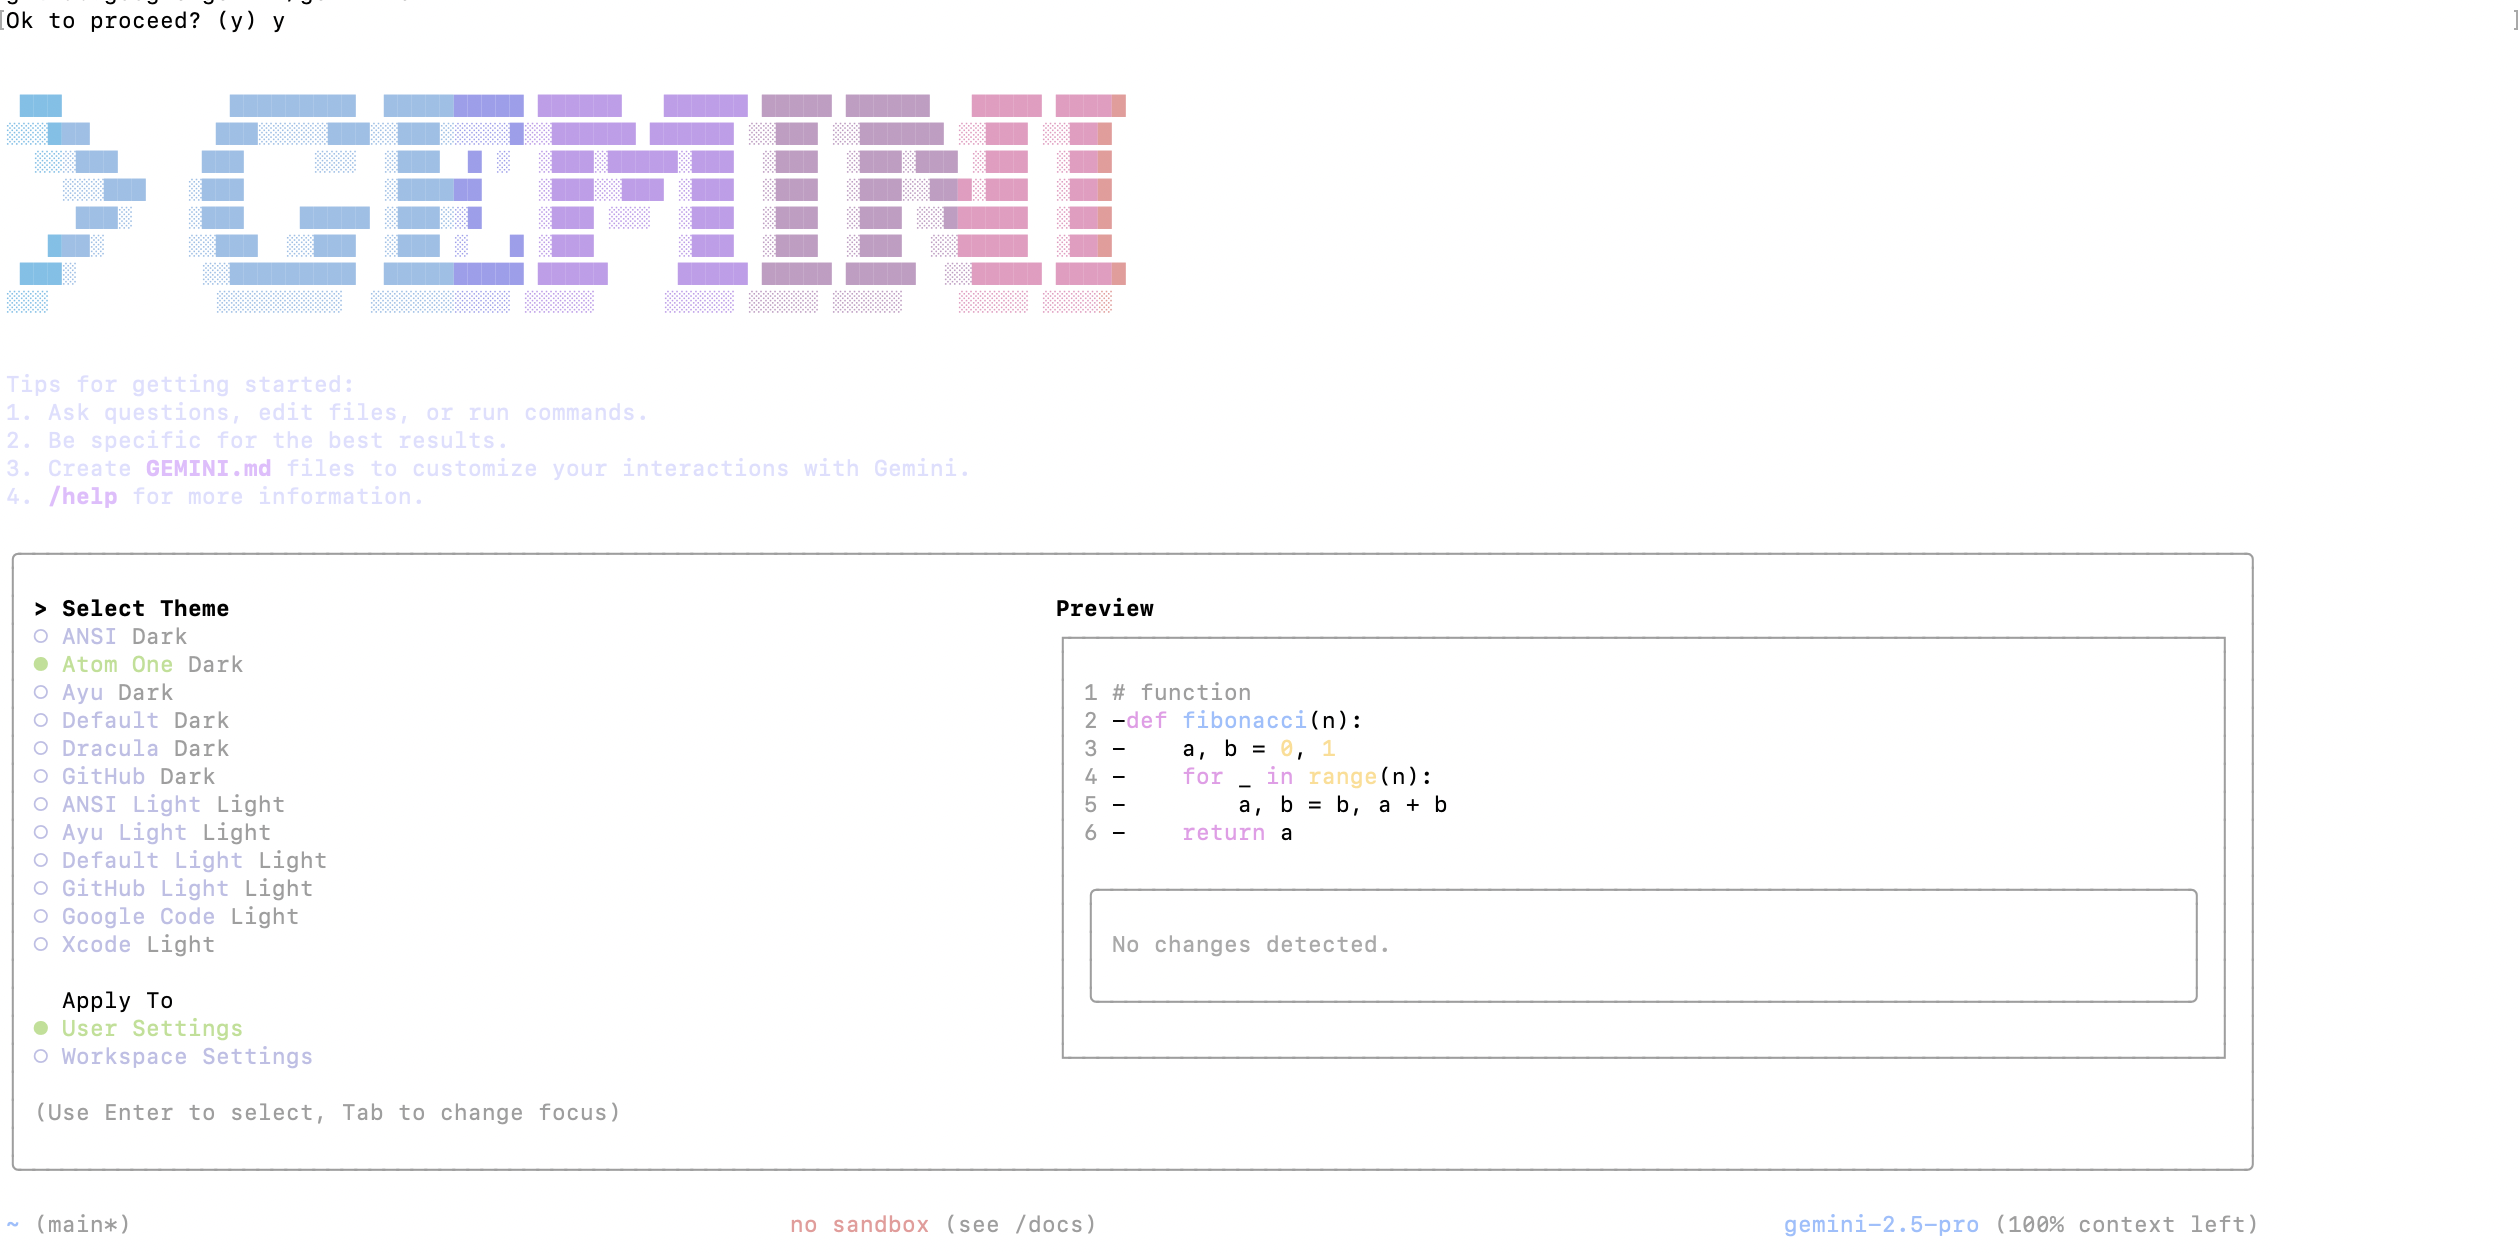 Ok to proceed? (y) y
> GEMINI
Tips for getting started:
1. Ask questions, edit files, or run commands.
2. Be specific for the best results.
3. Create GEMINI.md files to customize your interactions with Gemini.
4. /help for more information.
> Select Theme
○ ANSI Dark
● Atom One Dark
○ Ayu Dark
○ Default Dark
○ Dracula Dark
○ GitHub Dark
○ ANSI Light Light
○ Ayu Light Light
○ Default Light Light
○ GitHub Light Light
○ Google Code Light
○ Xcode Light
Apply To
● User Settings
○ Workspace Settings
(Use Enter to select, Tab to change focus)
Preview
1 # function
2 -def fibonacci(n):
3 -    a, b = 0, 1
4 -    for _ in range(n):
5 -        a, b = b, a + b
6 -    return a
No changes detected.
~ (main*)
no sandbox (see /docs)
gemini-2.5-pro (100% context left)